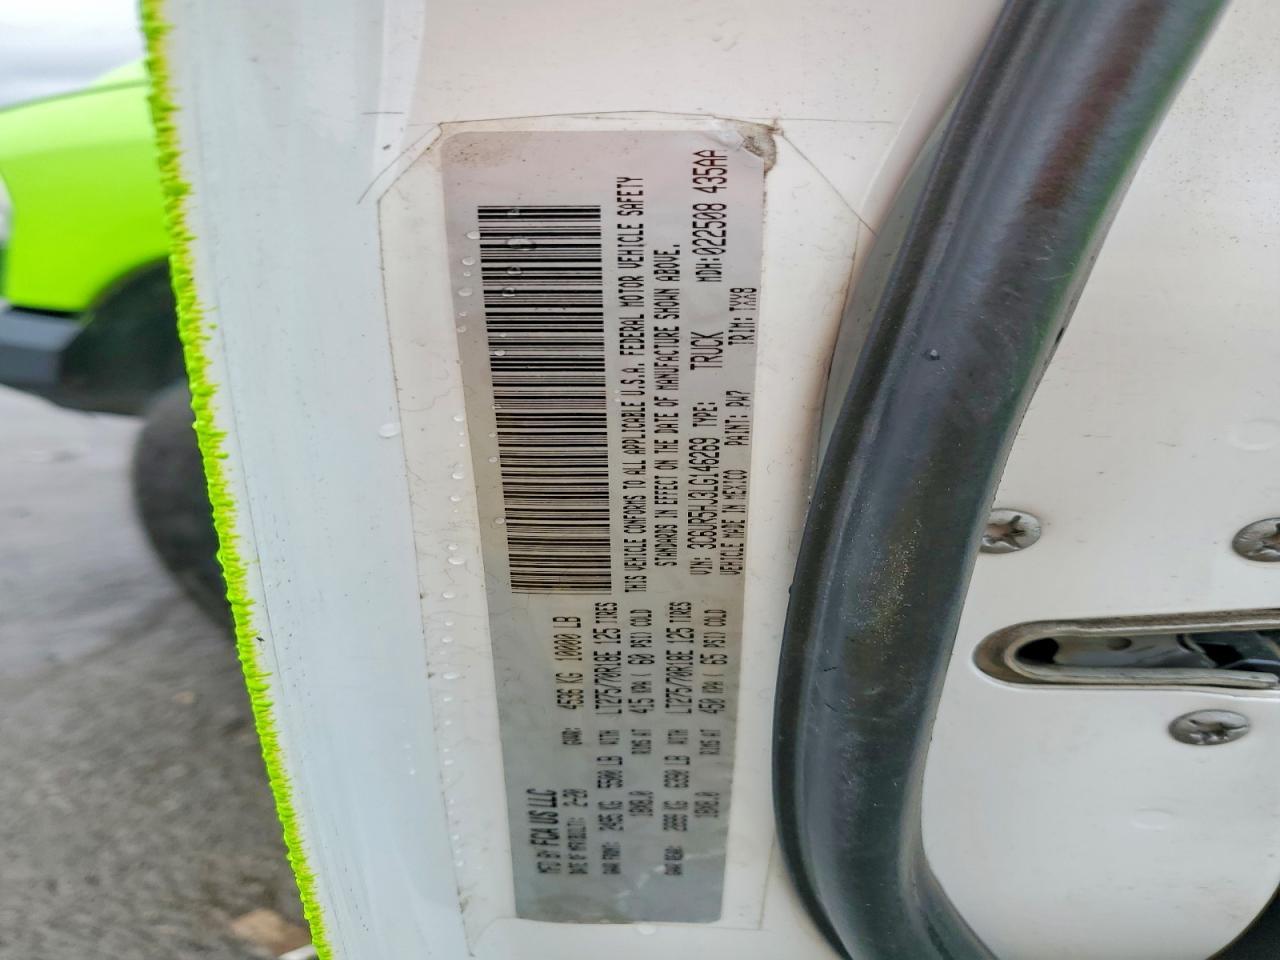 MFD BY FCA US LLC
DATE OF MFR(BUILT): 2-20 GVWR: 4536 KG 10000 LB
GAWR FRONT: 2495 KG 5500 LB WITH LT275/70R18E 125 TIRES
18X8.0 RIMS AT 415 KPA ( 60 PSI) COLD
GAWR REAR: 2886 KG 6390 LB WITH LT275/70R18E 125 TIRES
18X8.0 RIMS AT 450 KPA ( 65 PSI) COLD
THIS VEHICLE CONFORMS TO ALL APPLICABLE U.S.A. FEDERAL MOTOR VEHICLE SAFETY
STANDARDS IN EFFECT ON THE DATE OF MANUFACTURE SHOWN ABOVE.
VIN: 3C6UR5HJ3LG146269 TYPE: TRUCK MDH:022508 435AA
VEHICLE MADE IN MEXICO PAINT: PW7 TRIM: TXX8